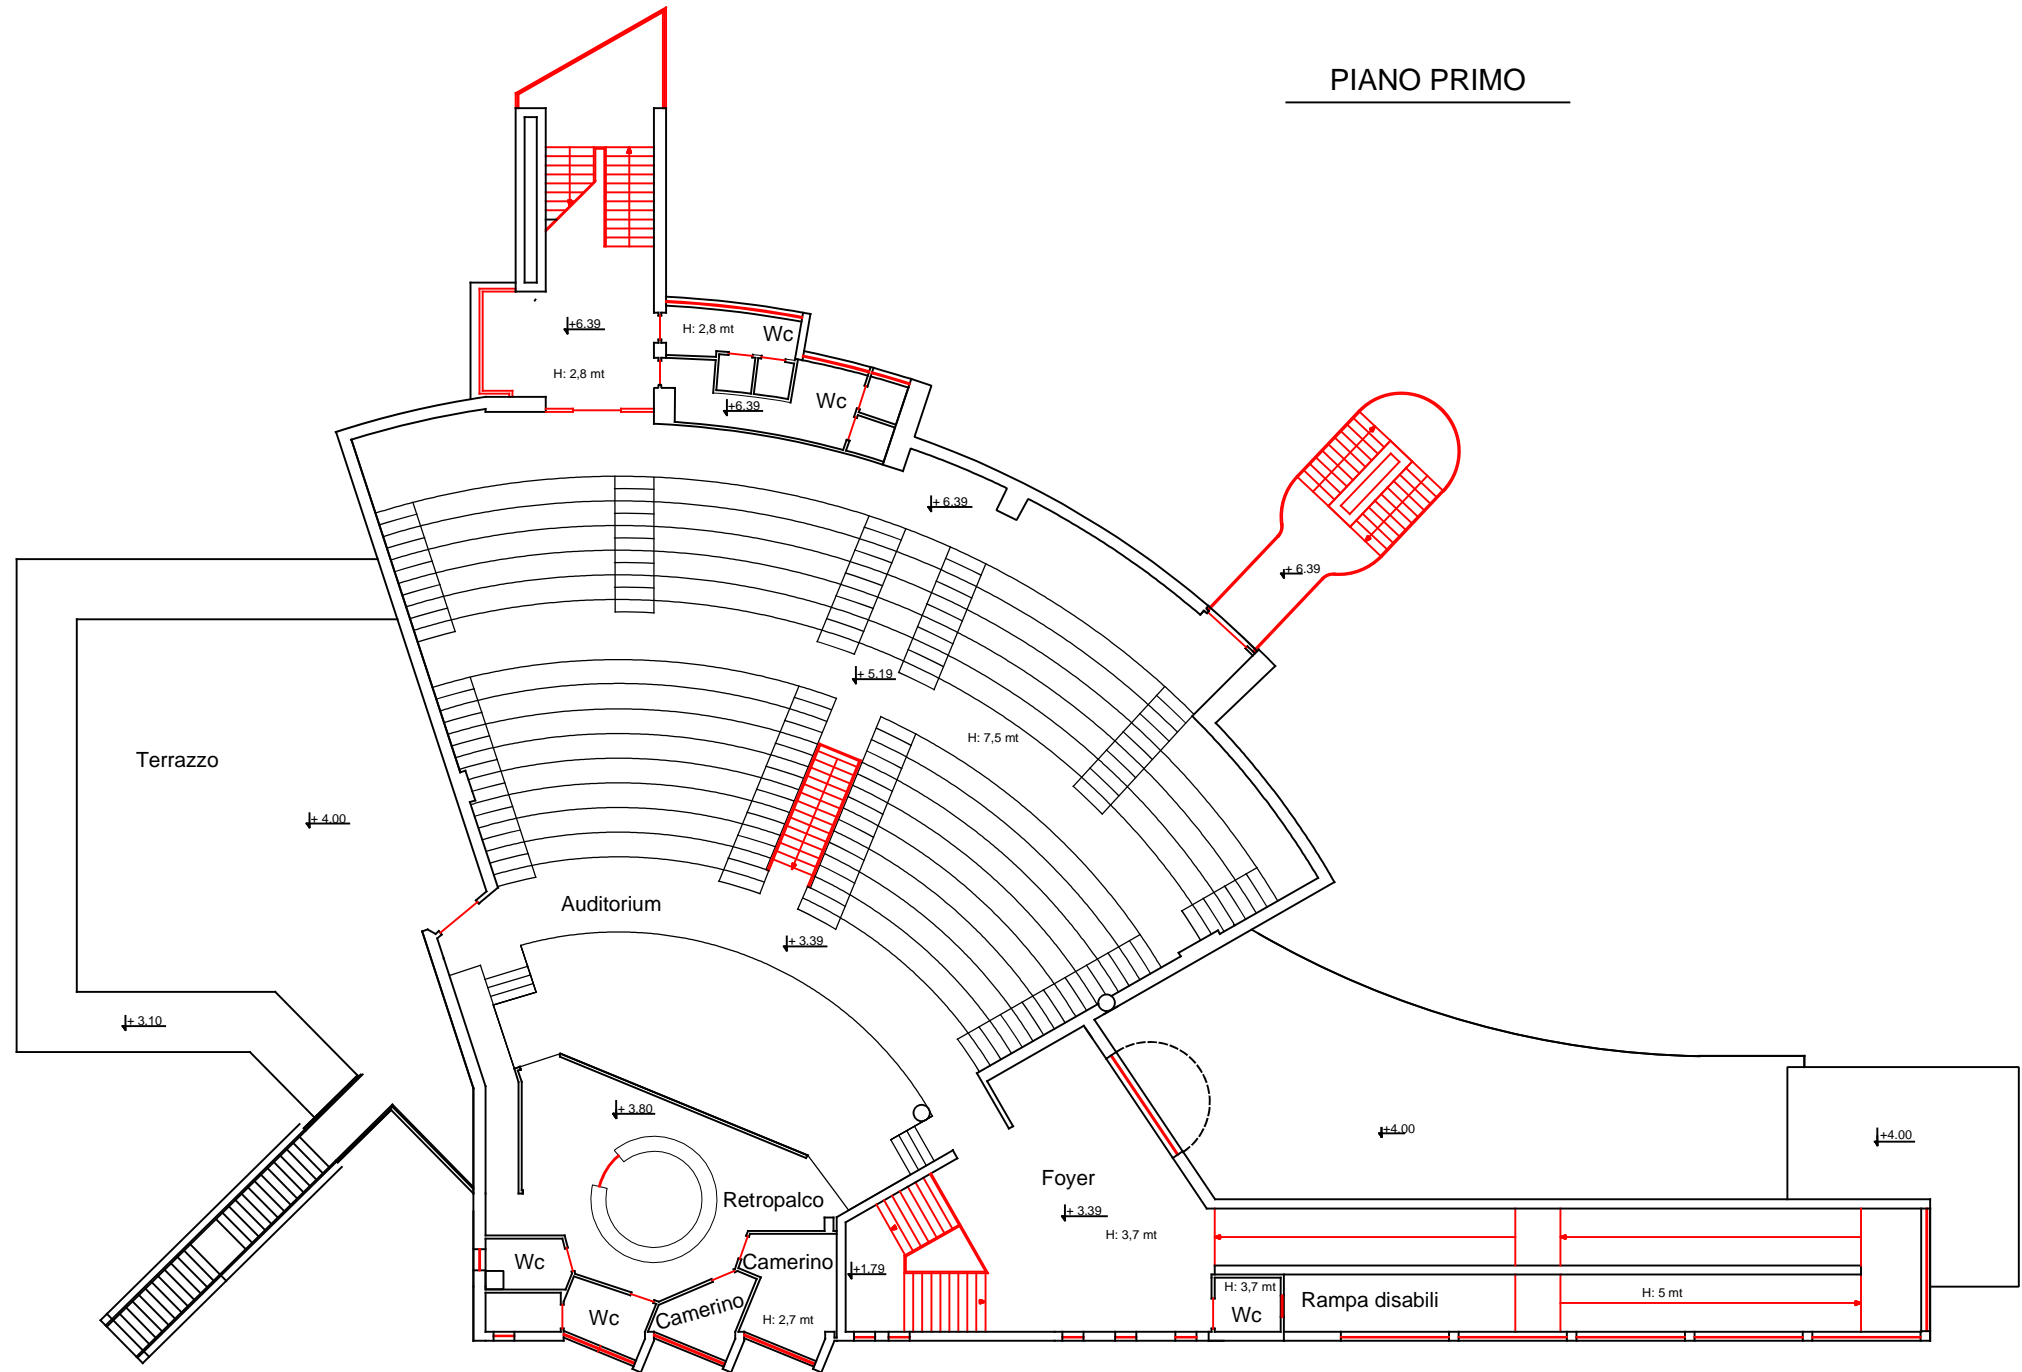 PIANO PRIMO
+6.39
H: 2,8 mt
Wc
H: 2,8 mt
Wc
+6.39
+ 6.39
+ 6.39
+ 5.19
H: 7,5 mt
Terrazzo
+ 4.00
Auditorium
+ 3.39
+ 3.10
+ 3.80
+4.00
+4.00
Foyer
Retropalco
+ 3.39
H: 3,7 mt
Wc
Camerino
+1.79
H: 3,7 mt
Rampa disabili
H: 5 mt
Camerino
Wc
H: 2,7 mt
Wc